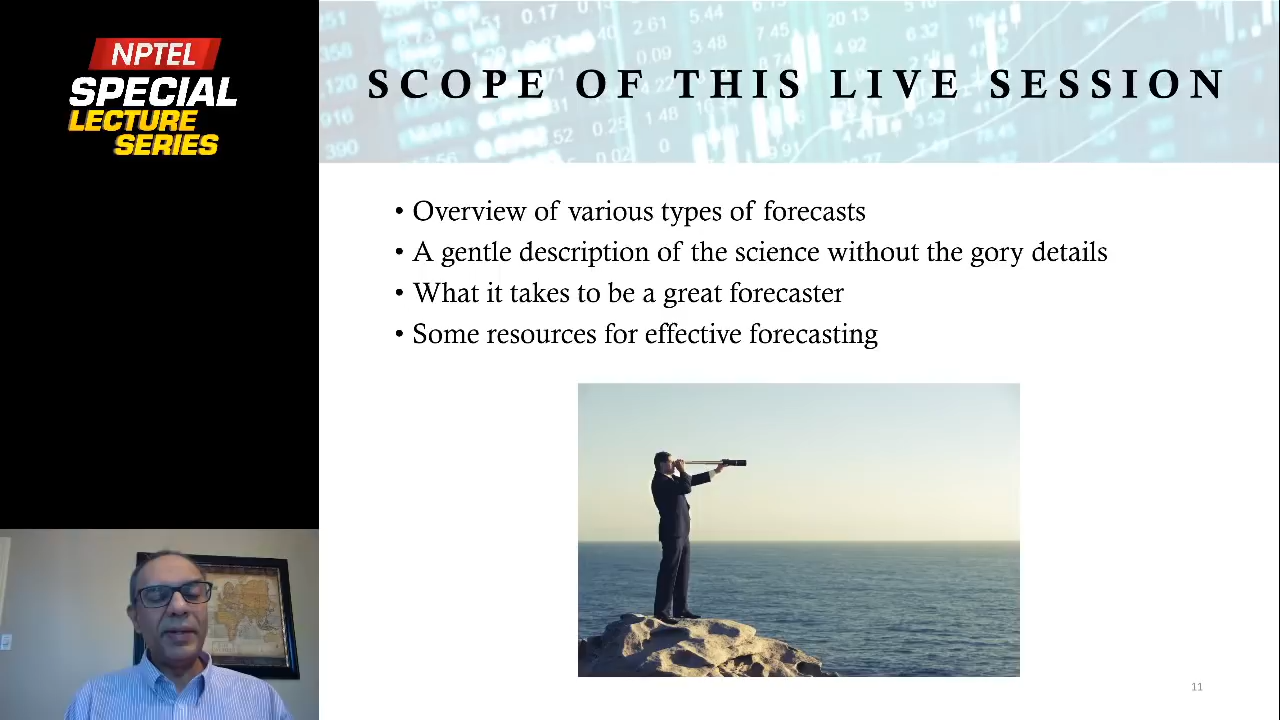 NPTEL
SPECIAL
LECTURE
SERIES
SCOPE OF THIS LIVE SESSION
• Overview of various types of forecasts
• A gentle description of the science without the gory details
• What it takes to be a great forecaster
• Some resources for effective forecasting
11